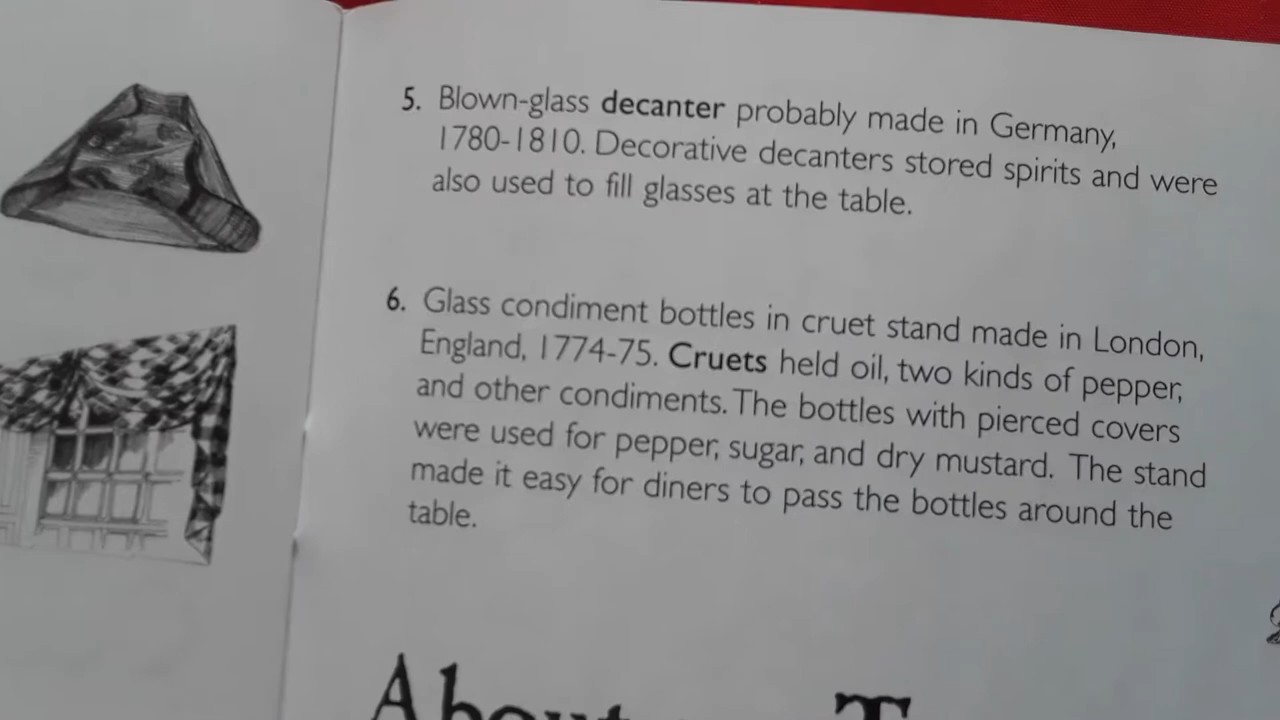 5. Blown-glass decanter probably made in Germany,
1780-1810. Decorative decanters stored spirits and were
also used to fill glasses at the table.
6. Glass condiment bottles in cruet stand made in London,
England, 1774-75. Cruets held oil, two kinds of pepper,
and other condiments. The bottles with pierced covers
were used for pepper, sugar, and dry mustard. The stand
made it easy for diners to pass the bottles around the
table.
About